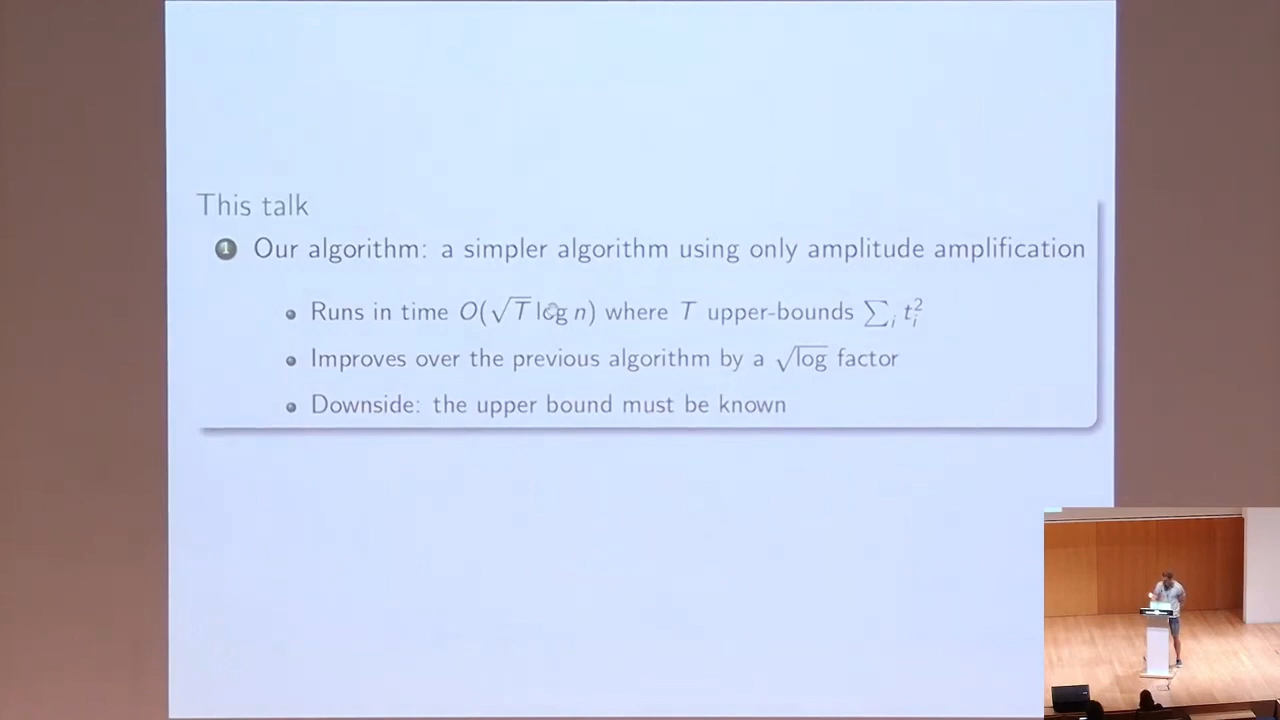 This talk
1 Our algorithm: a simpler algorithm using only amplitude amplification
• Runs in time O(√T log n) where T upper-bounds ∑ᵢ tᵢ²
• Improves over the previous algorithm by a √log factor
• Downside: the upper bound must be known